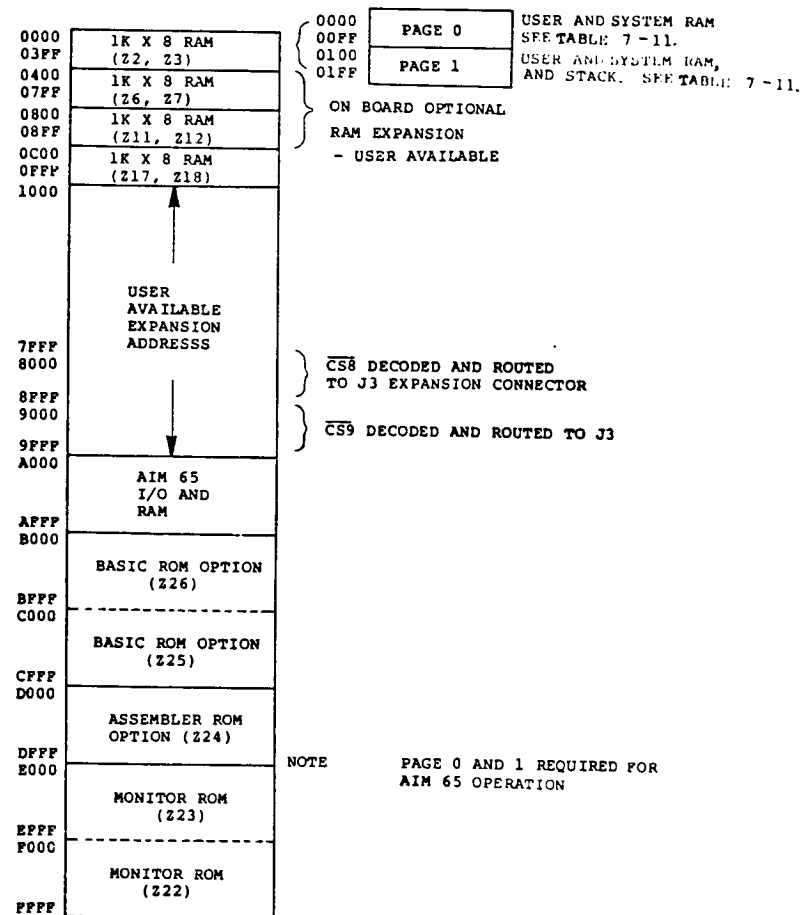 0000
03FF
1K X 8 RAM
(Z2, Z3)
0000
00FF
PAGE 0
USER AND SYSTEM RAM
SEE TABLE 7-11.
0100
01FF
PAGE 1
USER AND SYSTEM RAM,
AND STACK. SEE TABLE 7-11.
0400
07FF
1K X 8 RAM
(Z6, Z7)
0800
08FF
1K X 8 RAM
(Z11, Z12)
0C00
0FFF
1K X 8 RAM
(Z17, Z18)
ON BOARD OPTIONAL
RAM EXPANSION
- USER AVAILABLE
1000
USER
AVAILABLE
EXPANSION
ADDRESSS
7FFF
8000
8FFF
CS8 DECODED AND ROUTED
TO J3 EXPANSION CONNECTOR
9000
9FFF
CS9 DECODED AND ROUTED TO J3
A000
AIM 65
I/O AND
RAM
AFFF
B000
BASIC ROM OPTION
(Z26)
BFFF
C000
BASIC ROM OPTION
(Z25)
CFFF
D000
ASSEMBLER ROM
OPTION (Z24)
DFFF
E000
NOTE PAGE 0 AND 1 REQUIRED FOR
AIM 65 OPERATION
MONITOR ROM
(Z23)
EFFF
F000
MONITOR ROM
(Z22)
FFFF